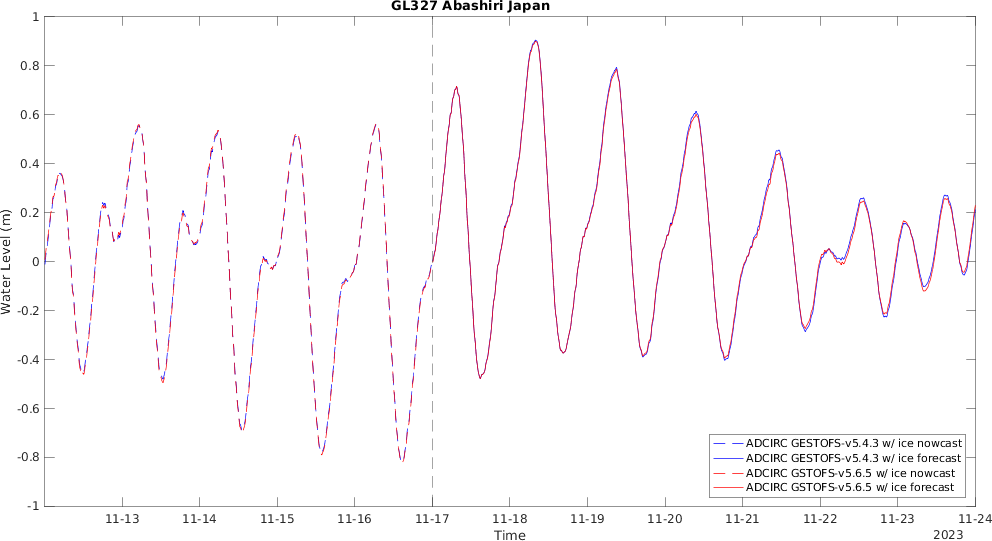 GL327 Abashiri Japan
1
0.8
0.6
0.4
0.2
0
-0.2
-0.4
-0.6
-0.8
-1
Water Level (m)
ADCIRC GESTOFS-v5.4.3 w/ ice nowcast
ADCIRC GESTOFS-v5.4.3 w/ ice forecast
ADCIRC GSTOFS-v5.6.5 w/ ice nowcast
ADCIRC GSTOFS-v5.6.5 w/ ice forecast
11-13 11-14 11-15 11-16 11-17 11-18 11-19 11-20 11-21 11-22 11-23 11-24
Time
2023